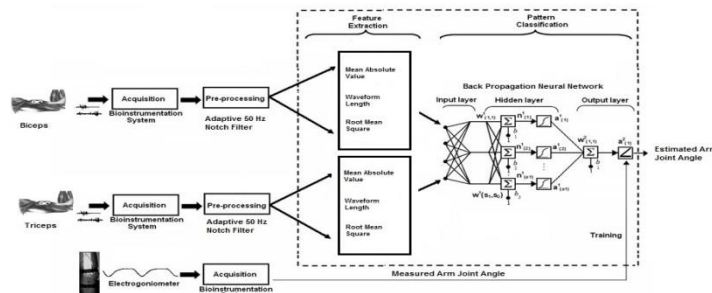 Feature
Extraction
Pattern
Classification
Biceps
Acquisition
Bioinstrumentation
System
Pre-processing
Adaptive 50 Hz
Notch Filter
Mean Absolute
Value
Waveform
Length
Root Mean
Square
Back Propagation Neural Network
Input layer
Hidden layer
Output layer
Estimated Arm
Joint Angle
Triceps
Acquisition
Bioinstrumentation
System
Pre-processing
Adaptive 50 Hz
Notch Filter
Mean Absolute
Value
Waveform
Length
Root Mean
Square
Training
Electrogoniometer
Acquisition
Bioinstrumentation
Measured Arm Joint Angle